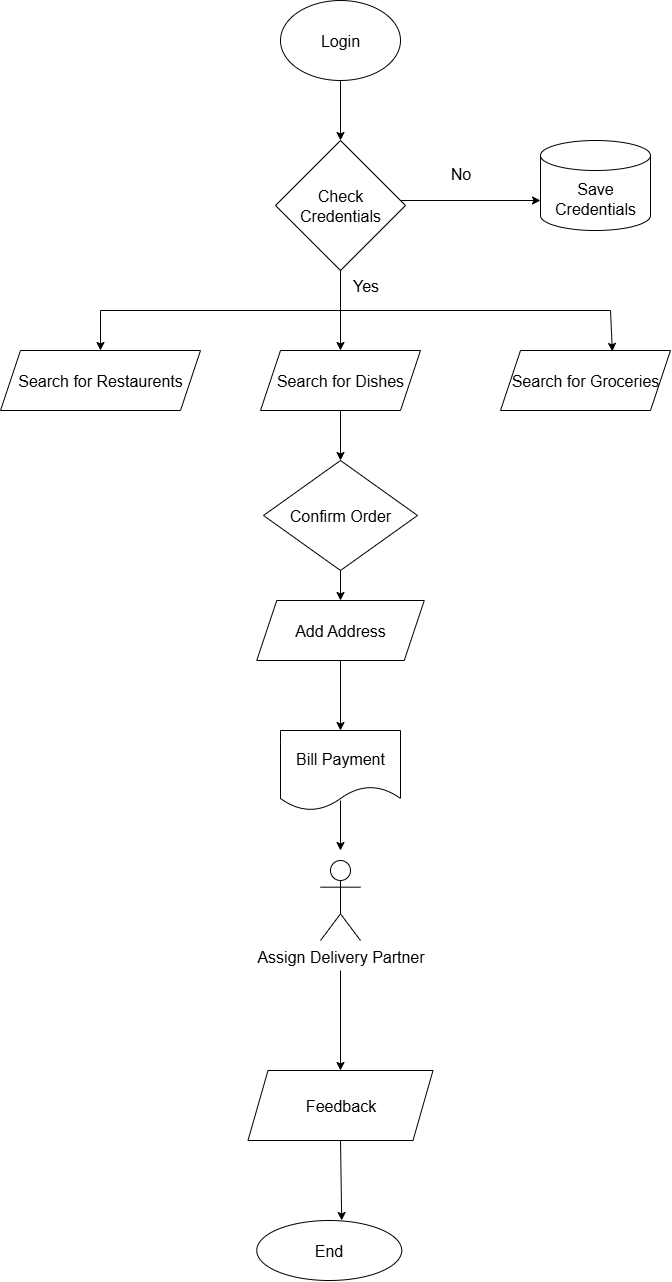 Login
Check
Credentials
No
Save
Credentials
Yes
Search for Restaurents
Search for Dishes
Search for Groceries
Confirm Order
Add Address
Bill Payment
Assign Delivery Partner
Feedback
End